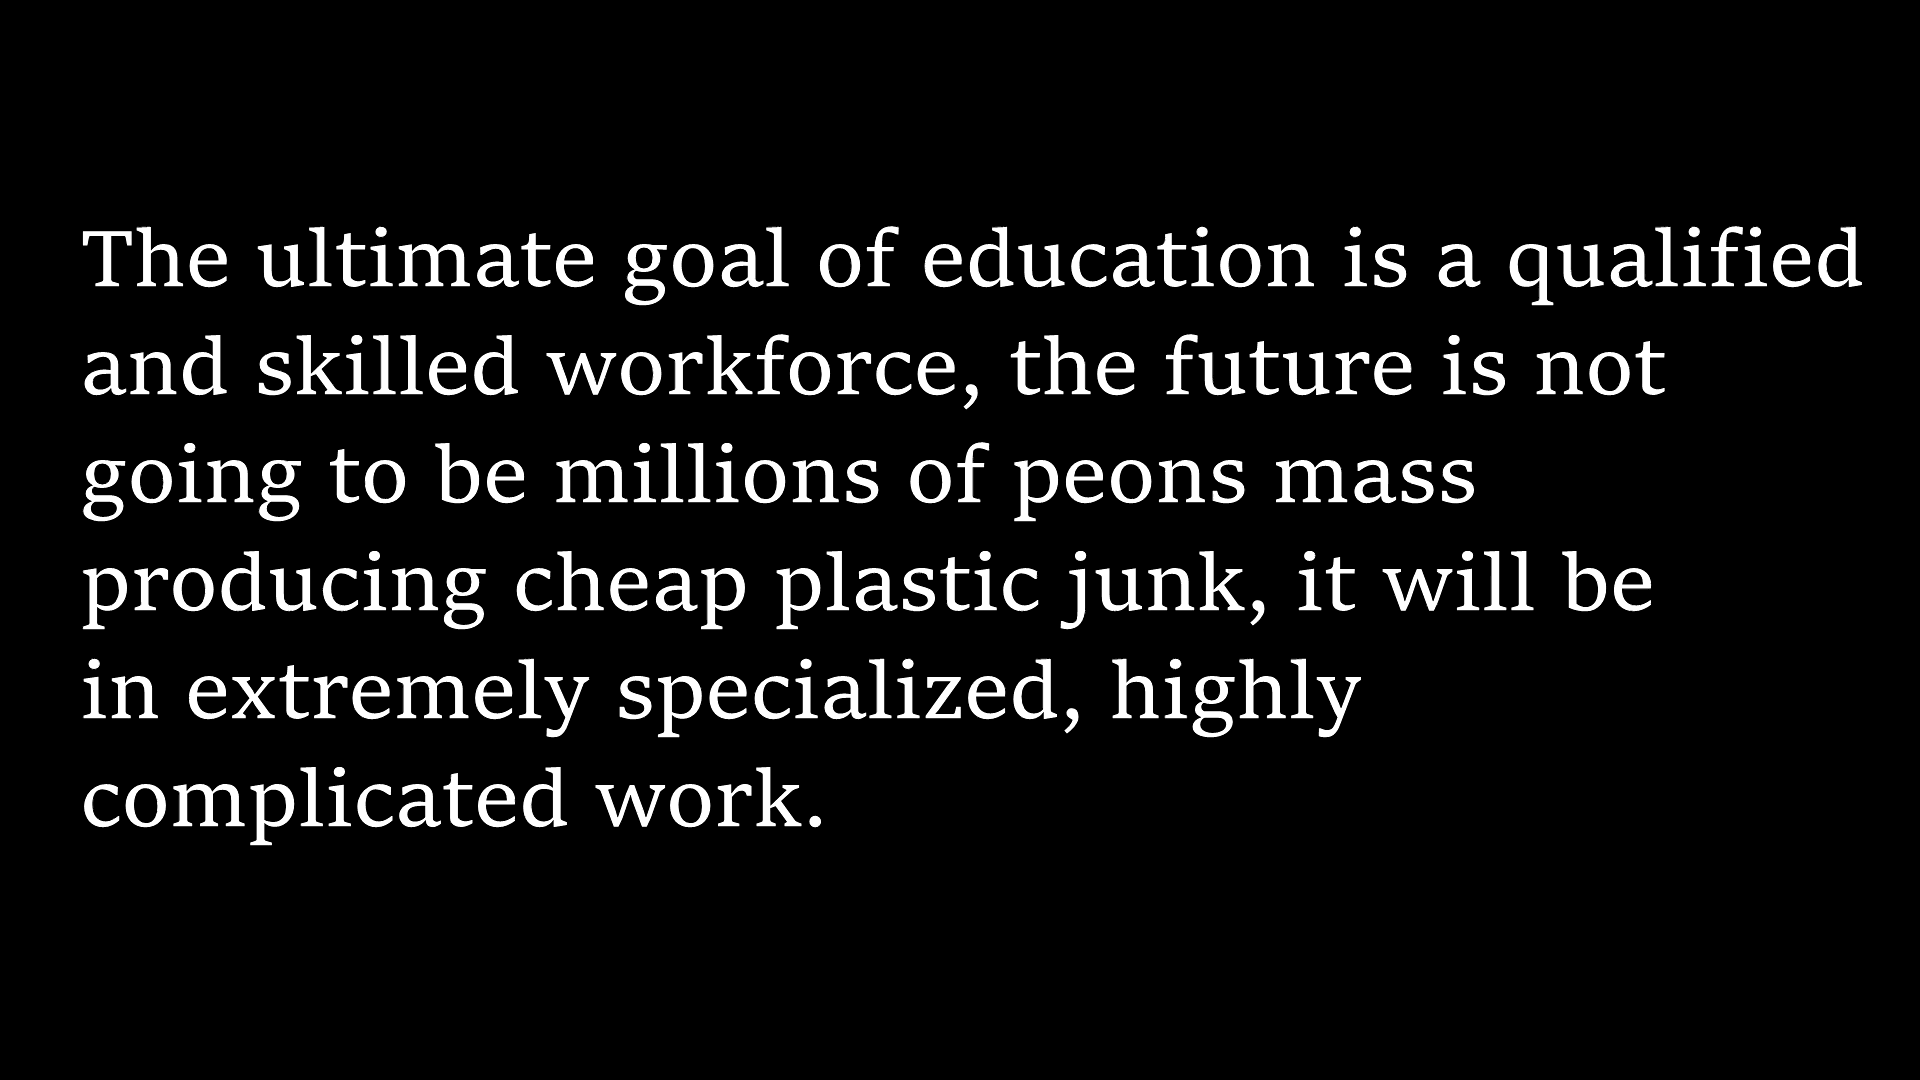 The ultimate goal of education is a qualified
and skilled workforce, the future is not
going to be millions of peons mass
producing cheap plastic junk, it will be
in extremely specialized, highly
complicated work.